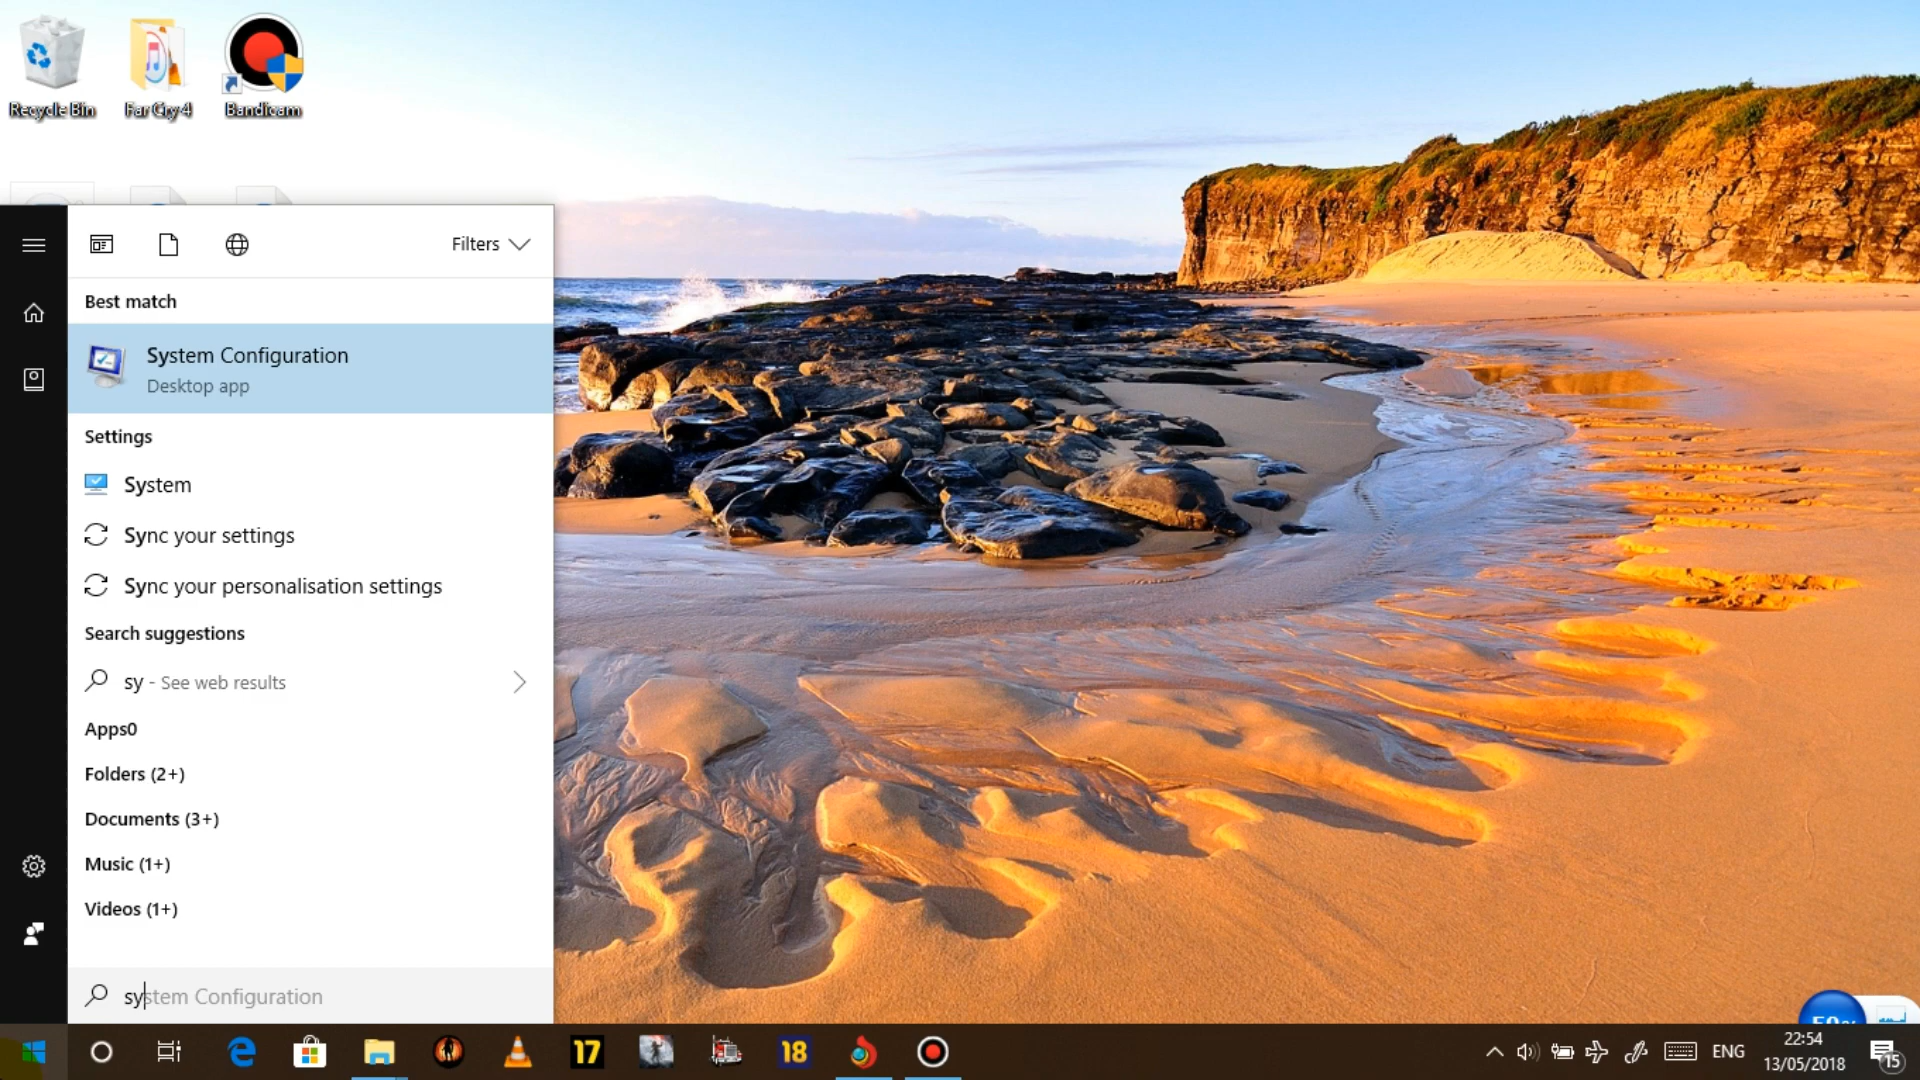 Recycle Bin
Far Cry 4
Bandicam
Filters
Best match
System Configuration
Desktop app
Settings
System
Sync your settings
Sync your personalisation settings
Search suggestions
sy - See web results
Apps0
Folders (2+)
Documents (3+)
Music (1+)
Videos (1+)
system Configuration
17
18
ENG
22:54
13/05/2018
15